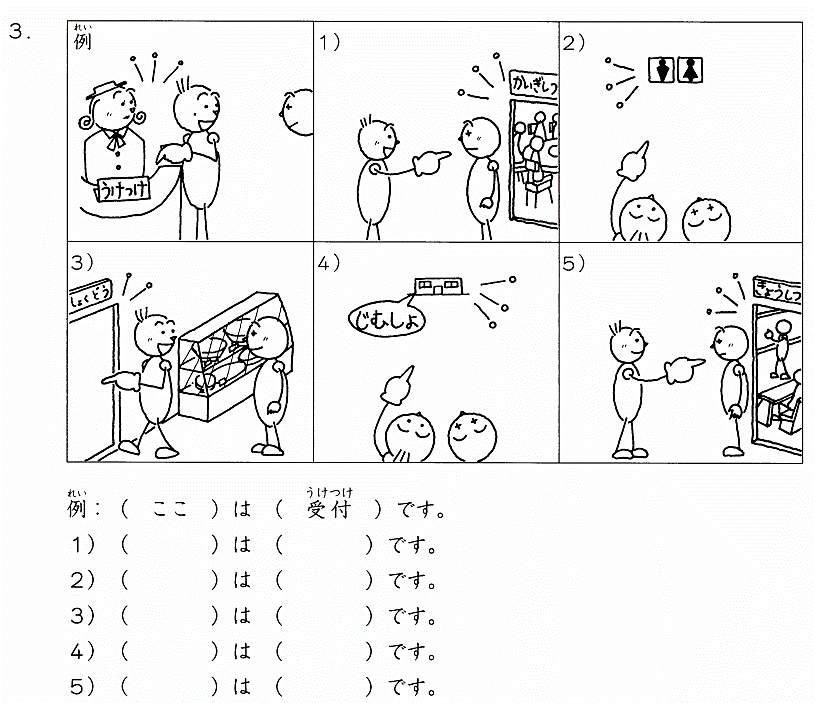 3.
例
れい
1)
かいぎしつ
2)
うけつけ
3)
しょくどう
4)
じむしょ
5)
きょうしつ
れい うけつけ
例：( ここ )は ( 受付 )です。
1) ( )は ( )です。
2) ( )は ( )です。
3) ( )は ( )です。
4) ( )は ( )です。
5) ( )は ( )です。